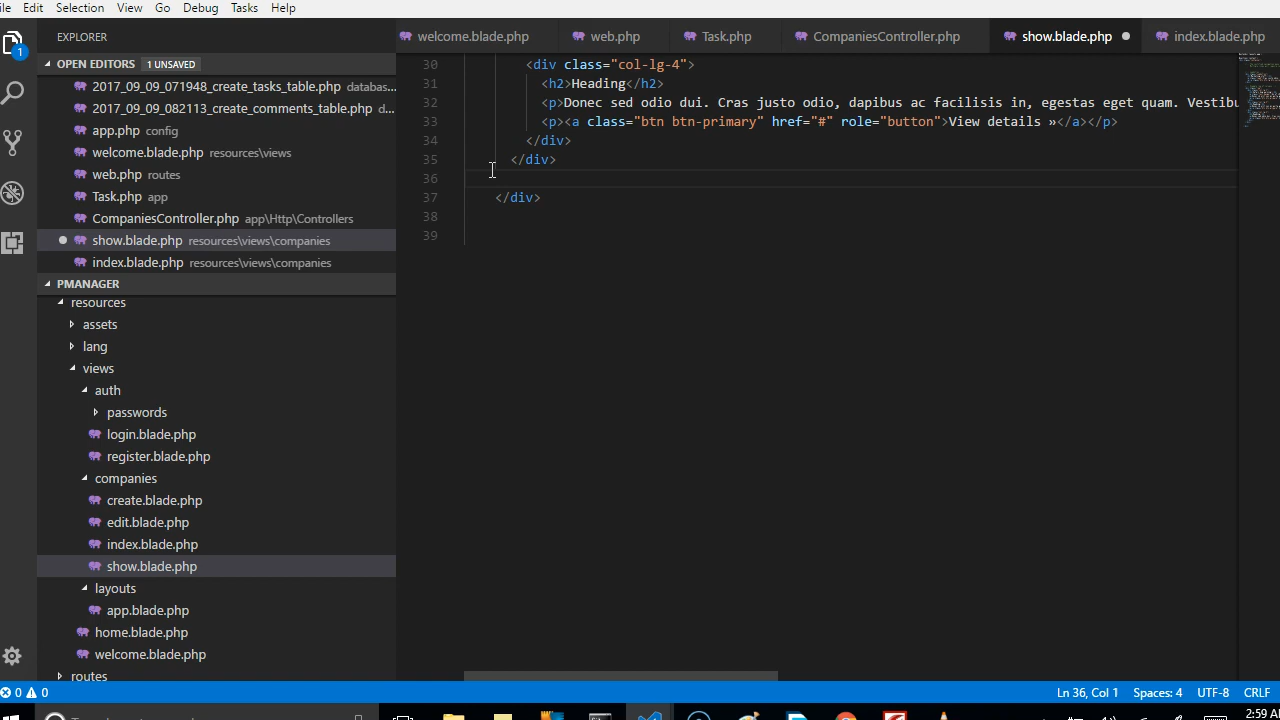 Edit Selection View Go Debug Tasks Help
EXPLORER
welcome.blade.php web.php Task.php CompaniesController.php show.blade.php index.blade.php
OPEN EDITORS 1 UNSAVED
2017_09_09_071948_create_tasks_table.php databas...
2017_09_09_082113_create_comments_table.php d...
app.php config
welcome.blade.php resources\views
web.php routes
Task.php app
CompaniesController.php app\Http\Controllers
show.blade.php resources\views\companies
index.blade.php resources\views\companies
PMANAGER
resources
assets
lang
views
auth
passwords
login.blade.php
register.blade.php
companies
create.blade.php
edit.blade.php
index.blade.php
show.blade.php
layouts
app.blade.php
home.blade.php
welcome.blade.php
routes
1
30 <div class="col-lg-4">
31 <h2>Heading</h2>
32 <p>Donec sed odio dui. Cras justo odio, dapibus ac facilisis in, egestas eget quam. Vestibu
33 <p><a class="btn btn-primary" href="#" role="button">View details »</a></p>
34 </div>
35 </div>
36
37 </div>
38
39
0 0 Ln 36, Col 1 Spaces: 4 UTF-8 CRLF
2:59